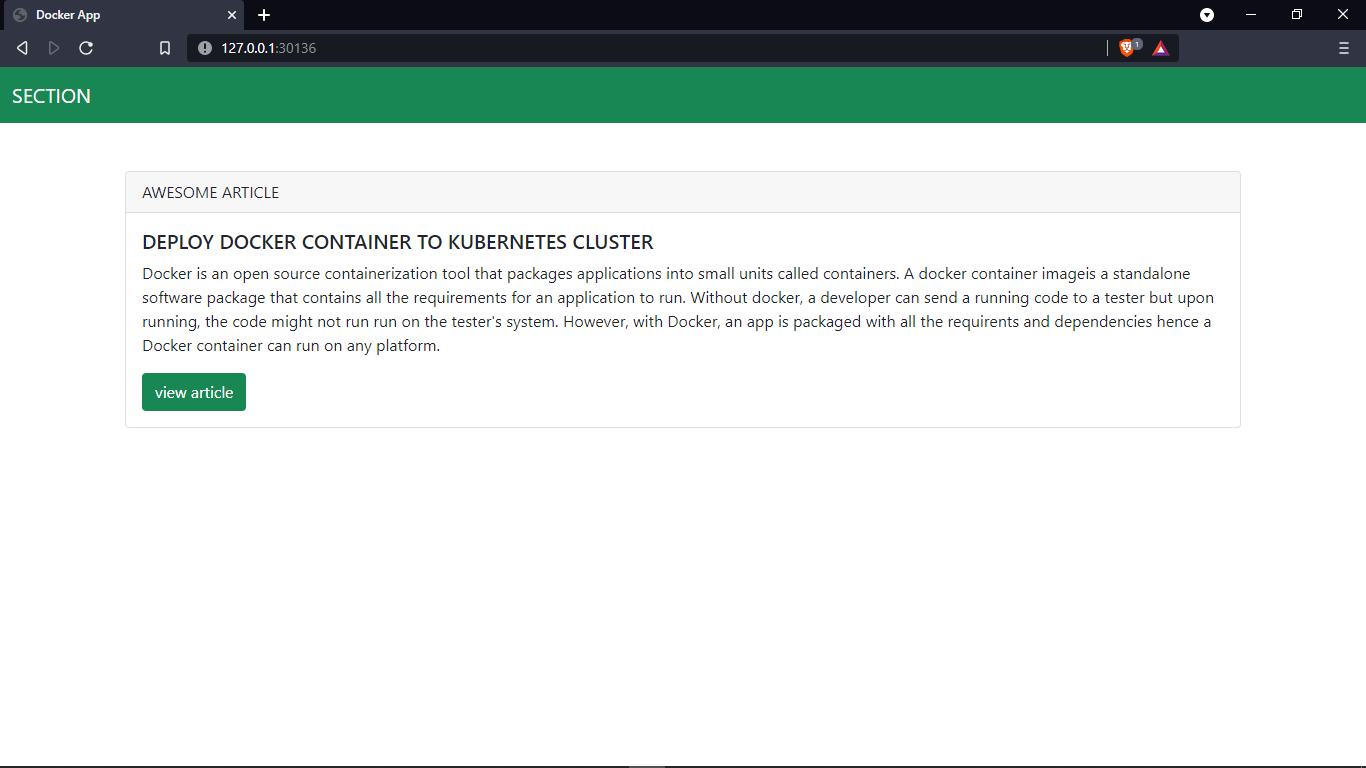 Docker App
127.0.0.1:30136
1
SECTION
AWESOME ARTICLE
DEPLOY DOCKER CONTAINER TO KUBERNETES CLUSTER
Docker is an open source containerization tool that packages applications into small units called containers. A docker container imageis a standalone
software package that contains all the requirements for an application to run. Without docker, a developer can send a running code to a tester but upon
running, the code might not run run on the tester's system. However, with Docker, an app is packaged with all the requirents and dependencies hence a
Docker container can run on any platform.
view article